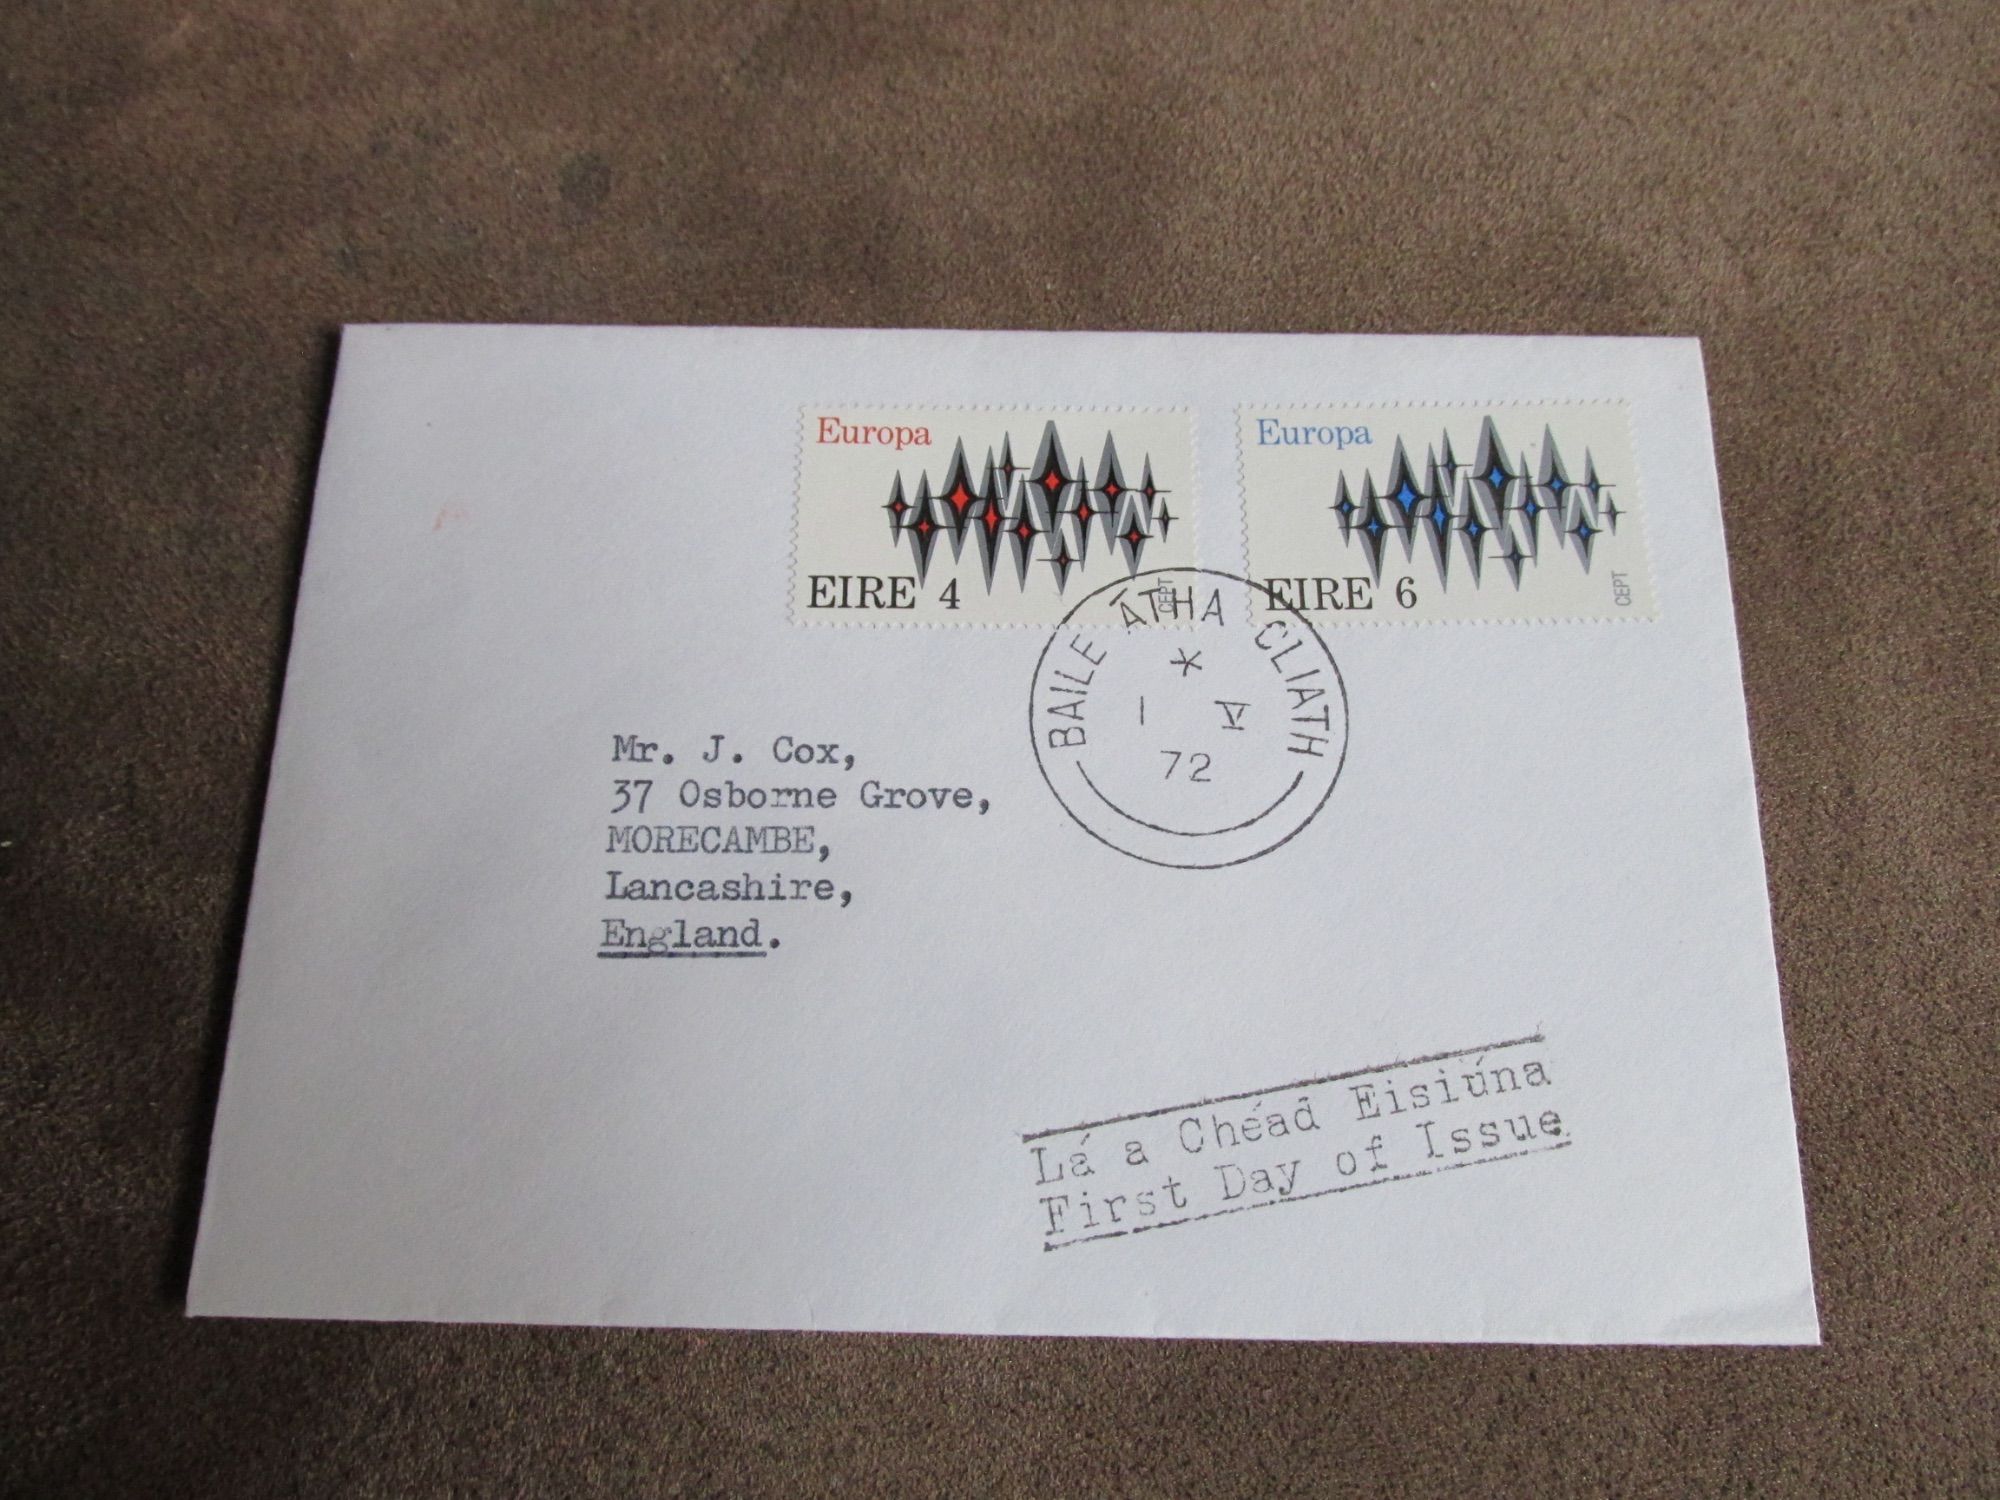 Europa
EIRE 4
CEPT
Europa
EIRE 6
CEPT
BAILE ÁTHA CLIATH
*
1 V
72
Mr. J. Cox,
37 Osborne Grove,
MORECAMBE,
Lancashire,
England.
Lá a Chéad Eisiúna
First Day of Issue